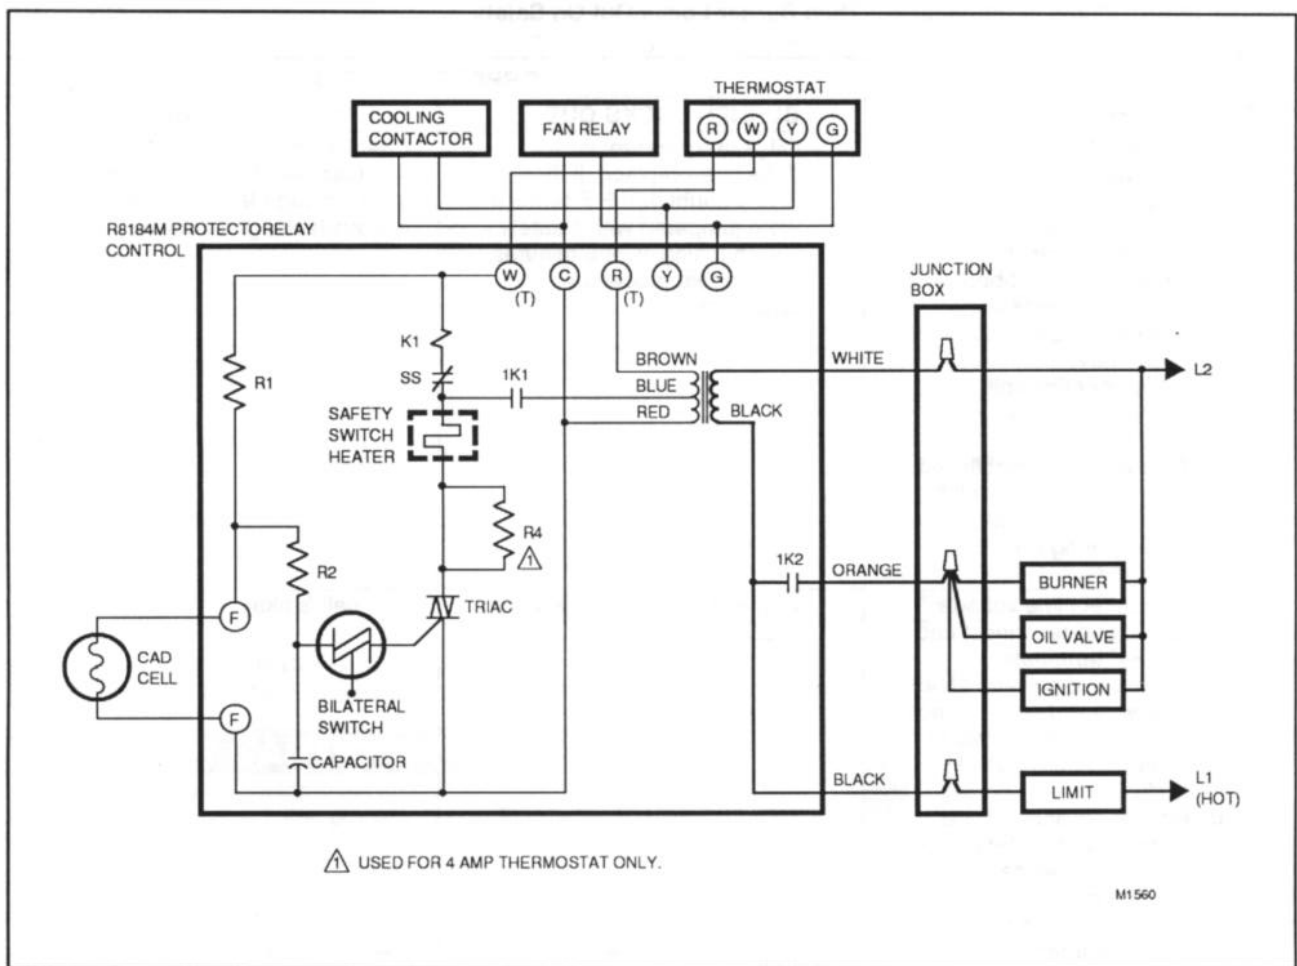 THERMOSTAT
COOLING
CONTACTOR
FAN RELAY
R W Y G
R8184M PROTECTORELAY
CONTROL
W C R Y G
(T) (T)
JUNCTION
BOX
K1
SS
1K1
BROWN
BLUE
RED
WHITE
BLACK
L2
R1
SAFETY
SWITCH
HEATER
R4
1
R2
TRIAC
1K2
ORANGE
BURNER
OIL VALVE
IGNITION
F
CAD
CELL
F
BILATERAL
SWITCH
CAPACITOR
BLACK
LIMIT
L1
(HOT)
1 USED FOR 4 AMP THERMOSTAT ONLY.
M1560